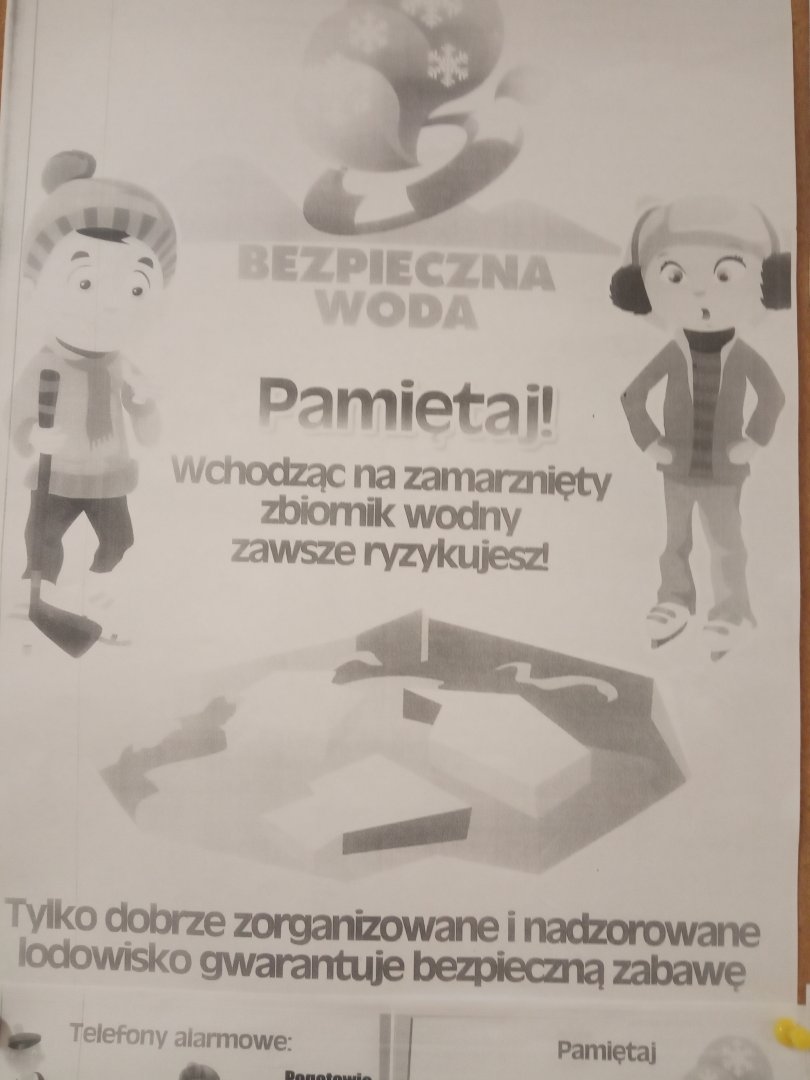 BEZPIECZNA
WODA
Pamiętaj!
Wchodząc na zamarznięty
zbiornik wodny
zawsze ryzykujesz!
Tylko dobrze zorganizowane i nadzorowane
lodowisko gwarantuje bezpieczną zabawę
Telefony alarmowe:
Pamiętaj
Pogotowie